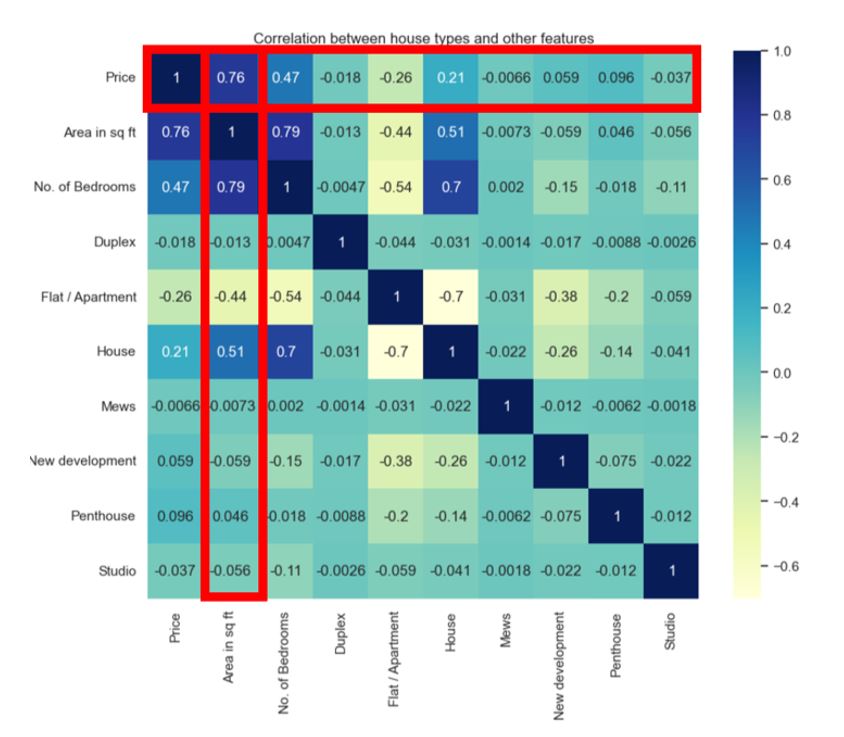 Correlation between house types and other features
Price 1 0.76 0.47 -0.018 -0.26 0.21 -0.0066 0.059 0.096 -0.037
Area in sq ft 0.76 1 0.79 -0.013 -0.44 0.51 -0.0073 -0.059 0.046 -0.056
No. of Bedrooms 0.47 0.79 1 -0.0047 -0.54 0.7 0.002 -0.15 -0.018 -0.11
Duplex -0.018 -0.013 0.0047 1 -0.044 -0.031 -0.0014 -0.017 -0.0088 -0.0026
Flat / Apartment -0.26 -0.44 -0.54 -0.044 1 -0.7 -0.031 -0.38 -0.2 -0.059
House 0.21 0.51 0.7 -0.031 -0.7 1 -0.022 -0.26 -0.14 -0.041
Mews -0.0066 -0.0073 0.002 -0.0014 -0.031 -0.022 1 -0.012 -0.0062 -0.0018
New development 0.059 -0.059 -0.15 -0.017 -0.38 -0.26 -0.012 1 -0.075 -0.022
Penthouse 0.096 0.046 -0.018 -0.0088 -0.2 -0.14 -0.0062 -0.075 1 -0.012
Studio -0.037 -0.056 -0.11 -0.0026 -0.059 -0.041 -0.0018 -0.022 -0.012 1
Price
Area in sq ft
No. of Bedrooms
Duplex
Flat / Apartment
House
Mews
New development
Penthouse
Studio
1.0
0.8
0.6
0.4
0.2
0.0
-0.2
-0.4
-0.6